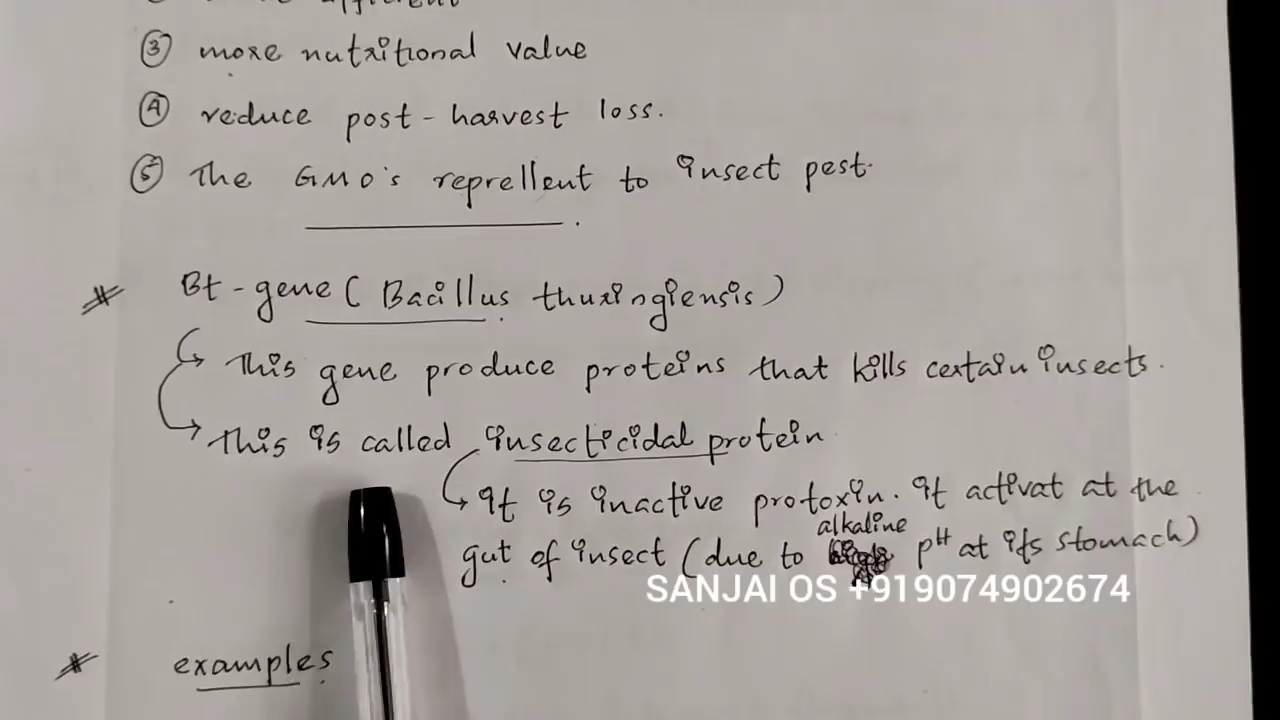 ③ more nutritional value
④ reduce post-harvest loss.
⑤ The GMO's reprellent to insect pest.
* Bt-gene (Bacillus thuringiensis)
This gene produce proteins that kills certain insects.
This is called insecticidal protein
It is inactive protoxin. It activat at the
alkaline
gut of insect (due to pH at its stomach)
SANJAI OS +919074902674
* examples